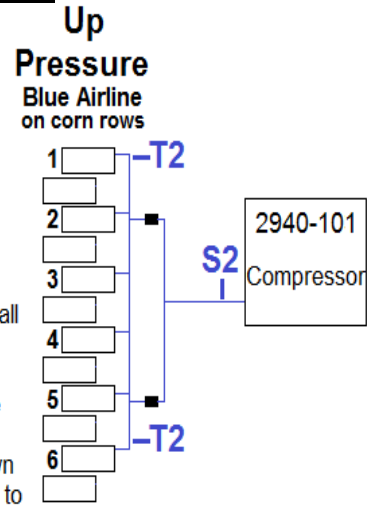 Up
Pressure
Blue Airline
on corn rows
1
–T2
2
2940-101
S2
Compressor
3
all
4
5
–T2
6
to